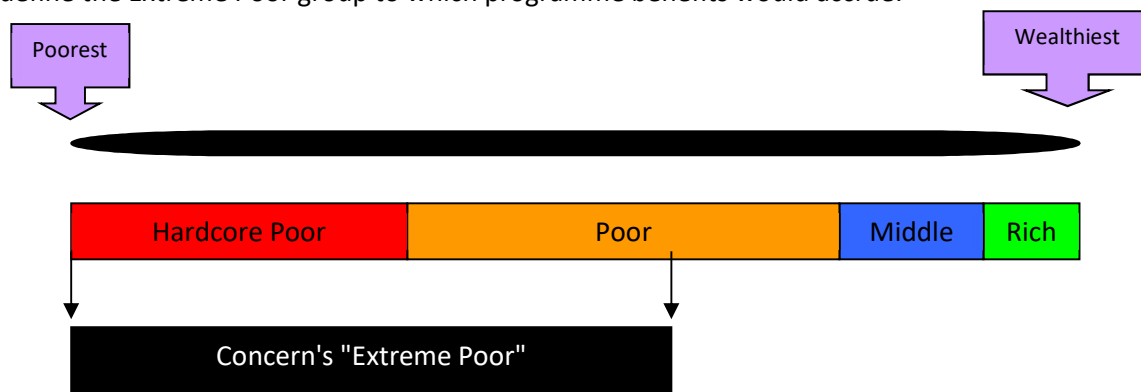 define the Extreme Poor group to which programme benefits would accrue.
Poorest
Wealthiest
Hardcore Poor
Poor
Middle
Rich
Concern's "Extreme Poor"